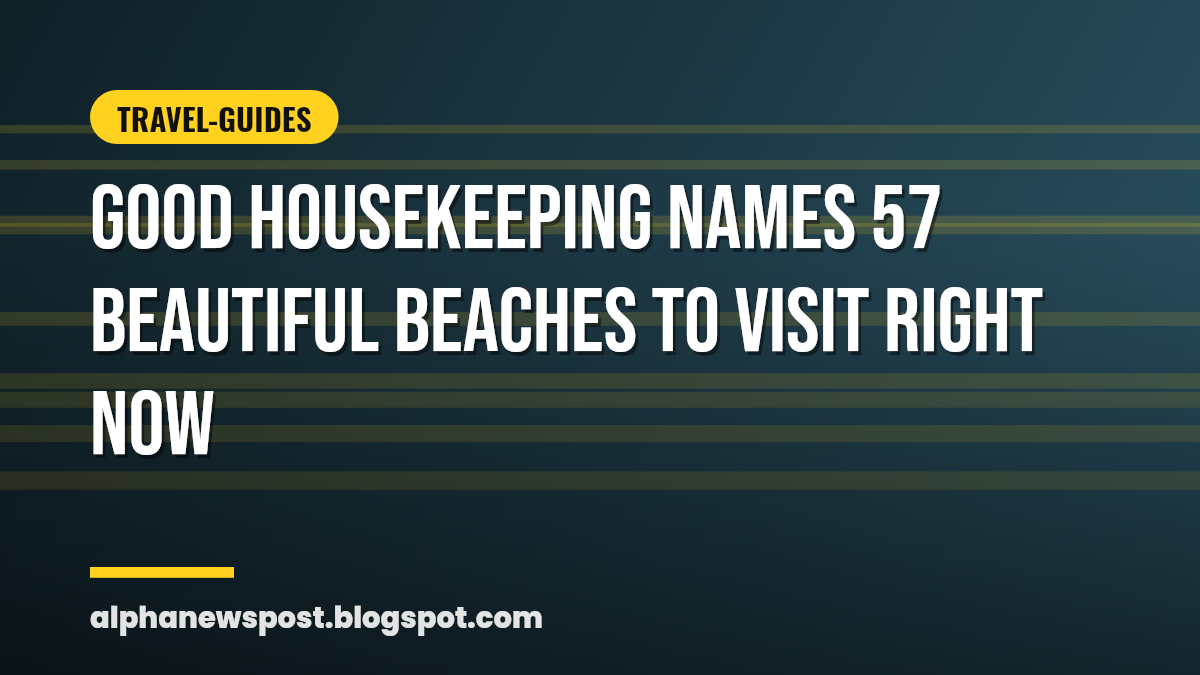 TRAVEL-GUIDES
GOOD HOUSEKEEPING NAMES 57
BEAUTIFUL BEACHES TO VISIT RIGHT
NOW
alphanewspost.blogspot.com